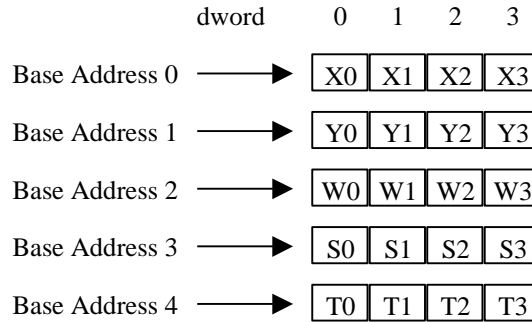 dword 0 1 2 3
Base Address 0 X0 X1 X2 X3
Base Address 1 Y0 Y1 Y2 Y3
Base Address 2 W0 W1 W2 W3
Base Address 3 S0 S1 S2 S3
Base Address 4 T0 T1 T2 T3